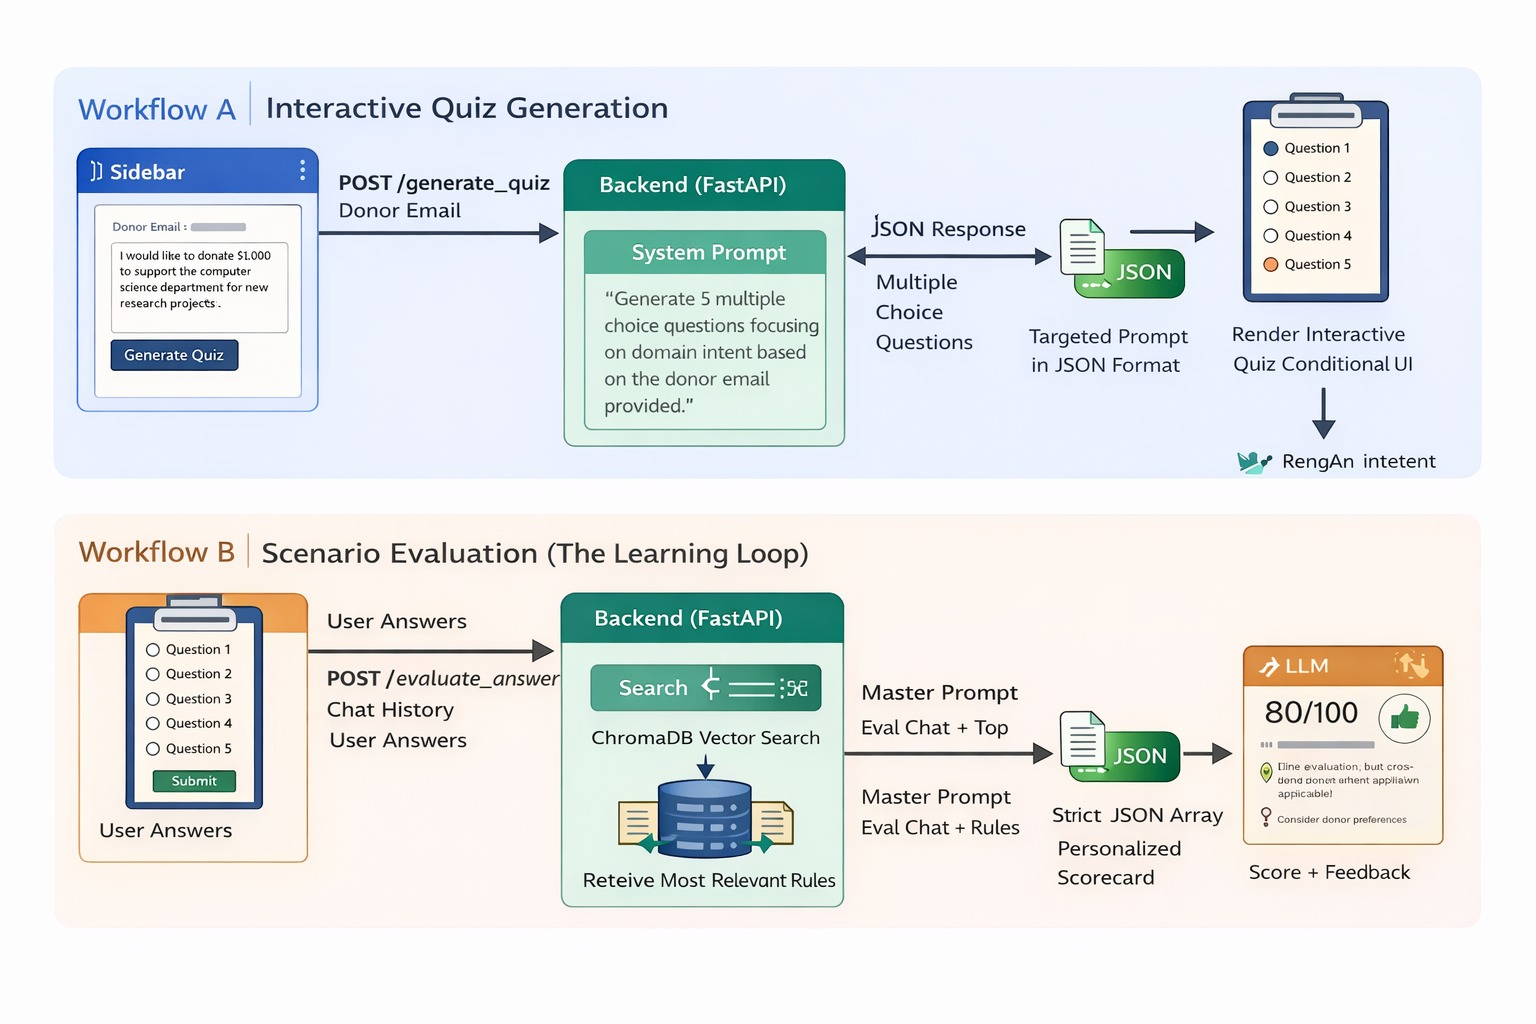 Workflow A
Interactive Quiz Generation
Sidebar
Donor Email :
I would like to donate $1.000
to support the computer
science department for new
research projects .
Generate Quiz
POST /generate_quiz
Donor Email
Backend (FastAPI)
System Prompt
“Generate 5 multiple
choice questions focusing
on domain intent based
on the donor email
provided.”
JSON Response
Multiple
Choice
Questions
JSON
Targeted Prompt
in JSON Format
Question 1
Question 2
Question 3
Question 4
Question 5
Render Interactive
Quiz Conditional UI
RengAn intetent
Workflow B
Scenario Evaluation (The Learning Loop)
Question 1
Question 2
Question 3
Question 4
Question 5
Submit
User Answers
User Answers
POST /evaluate_answer
Chat History
User Answers
Backend (FastAPI)
Search
ChromaDB Vector Search
Reteive Most Relevant Rules
Master Prompt
Eval Chat + Top
Master Prompt
Eval Chat + Rules
JSON
Strict JSON Array
Personalized
Scorecard
LLM
80/100
evaluation, but cros-
applicable!
Consider donor preferences
Score + Feedback